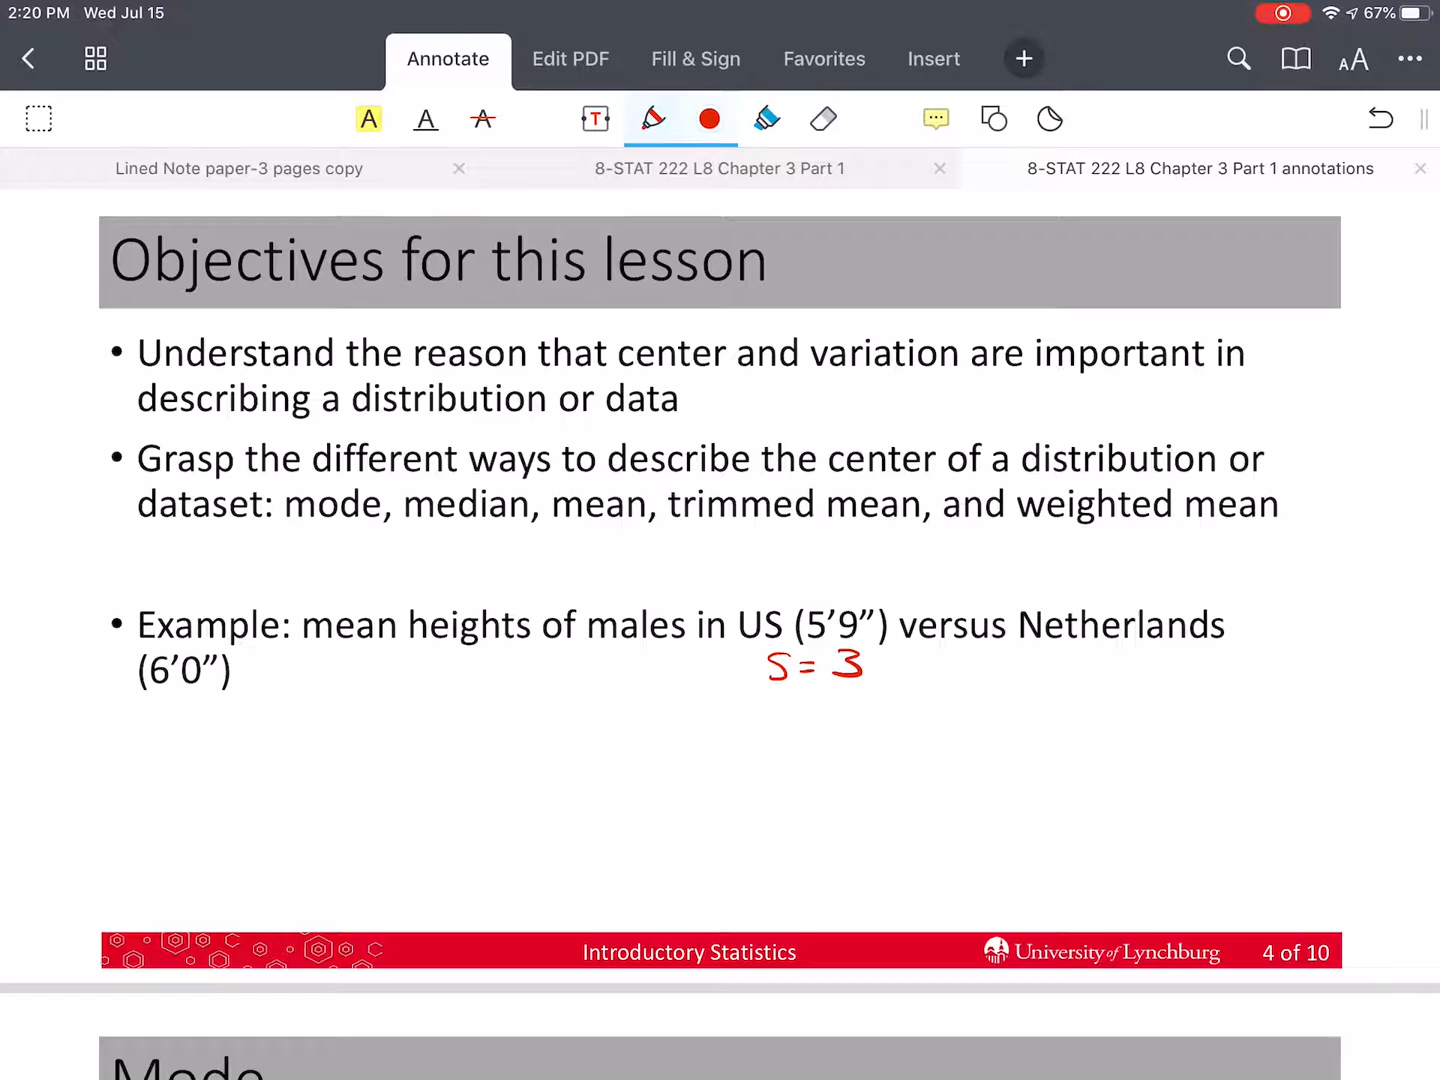 2:20 PM Wed Jul 15 67%
Annotate Edit PDF Fill & Sign Favorites Insert
Lined Note paper-3 pages copy 8-STAT 222 L8 Chapter 3 Part 1 8-STAT 222 L8 Chapter 3 Part 1 annotations
Objectives for this lesson
• Understand the reason that center and variation are important in
describing a distribution or data
• Grasp the different ways to describe the center of a distribution or
dataset: mode, median, mean, trimmed mean, and weighted mean
• Example: mean heights of males in US (5’9”) versus Netherlands
(6’0”)
S = 3
Introductory Statistics University of Lynchburg 4 of 10
Mode